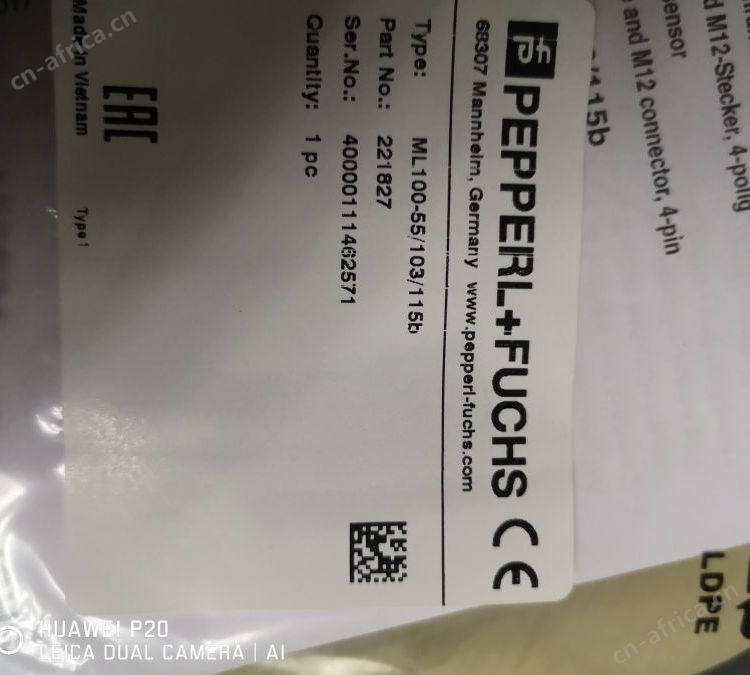 PEPPERL+FUCHS CE
68307 Mannheim, Germany www.pepperl-fuchs.com
Type: ML100-55/103/115b
Part No.: 221827
Ser.No.: 40000111462571
Quantity: 1 pc
EAC
Made in Vietnam Type 1
M12-Stecker, 4-polig
and M12 connector, 4-pin
/115b
LDPE
cn-africa.cn
cn-africa.cn
HUAWEI P20
LEICA DUAL CAMERA | AI